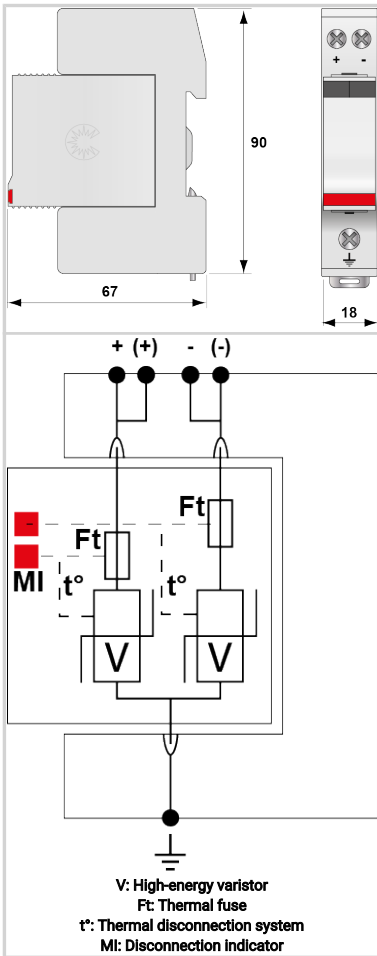 + -
90
67
18
+ (+) - (-)
Ft
Ft
MI
t°
t°
V
V
V: High-energy varistor
Ft: Thermal fuse
t°: Thermal disconnection system
MI: Disconnection indicator